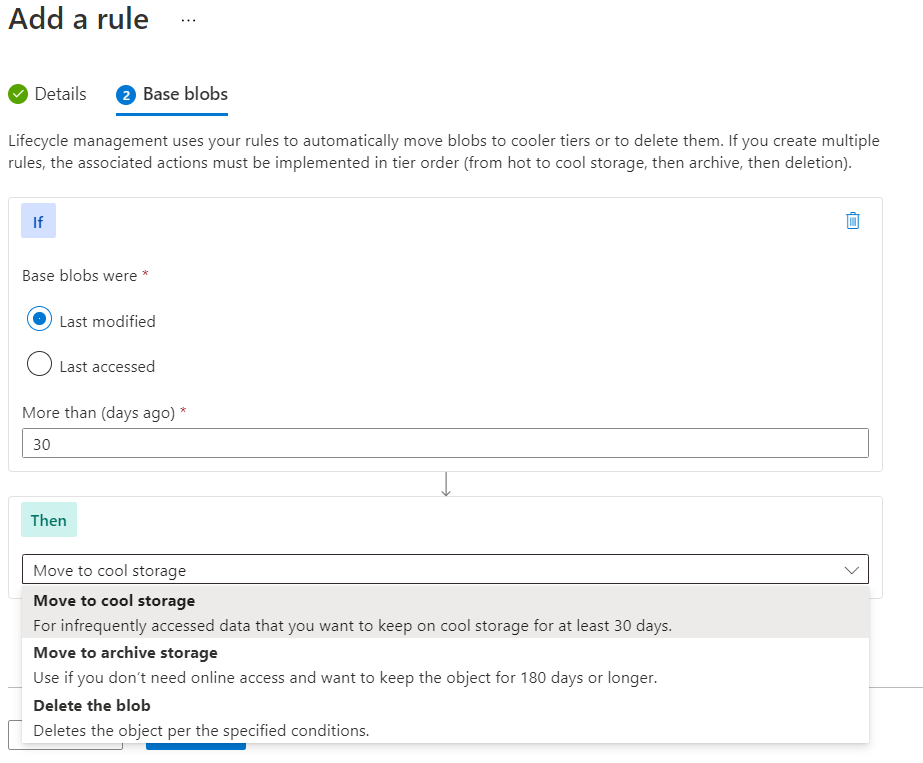 Add a rule ...
Details 2 Base blobs
Lifecycle management uses your rules to automatically move blobs to cooler tiers or to delete them. If you create multiple
rules, the associated actions must be implemented in tier order (from hot to cool storage, then archive, then deletion).
If
Base blobs were *
Last modified
Last accessed
More than (days ago) *
30
Then
Move to cool storage
Move to cool storage
For infrequently accessed data that you want to keep on cool storage for at least 30 days.
Move to archive storage
Use if you don't need online access and want to keep the object for 180 days or longer.
Delete the blob
Deletes the object per the specified conditions.